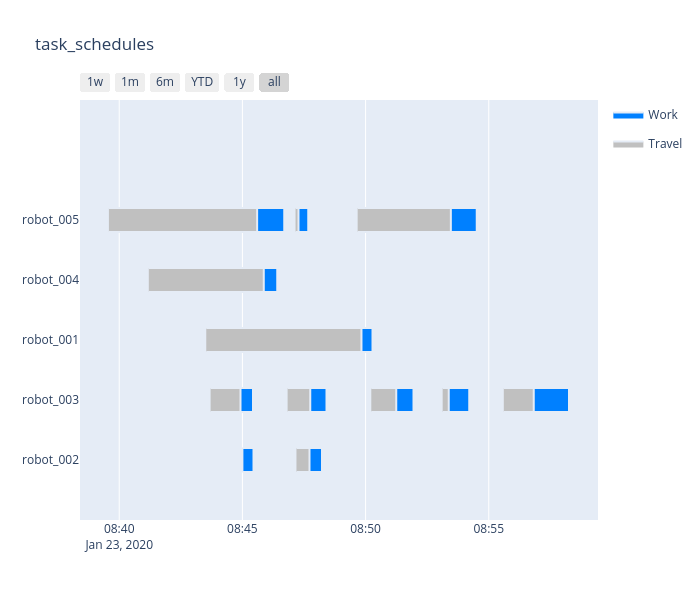 task_schedules
1w 1m 6m YTD 1y all
Work
Travel
robot_005
robot_004
robot_001
robot_003
robot_002
08:40 08:45 08:50 08:55
Jan 23, 2020